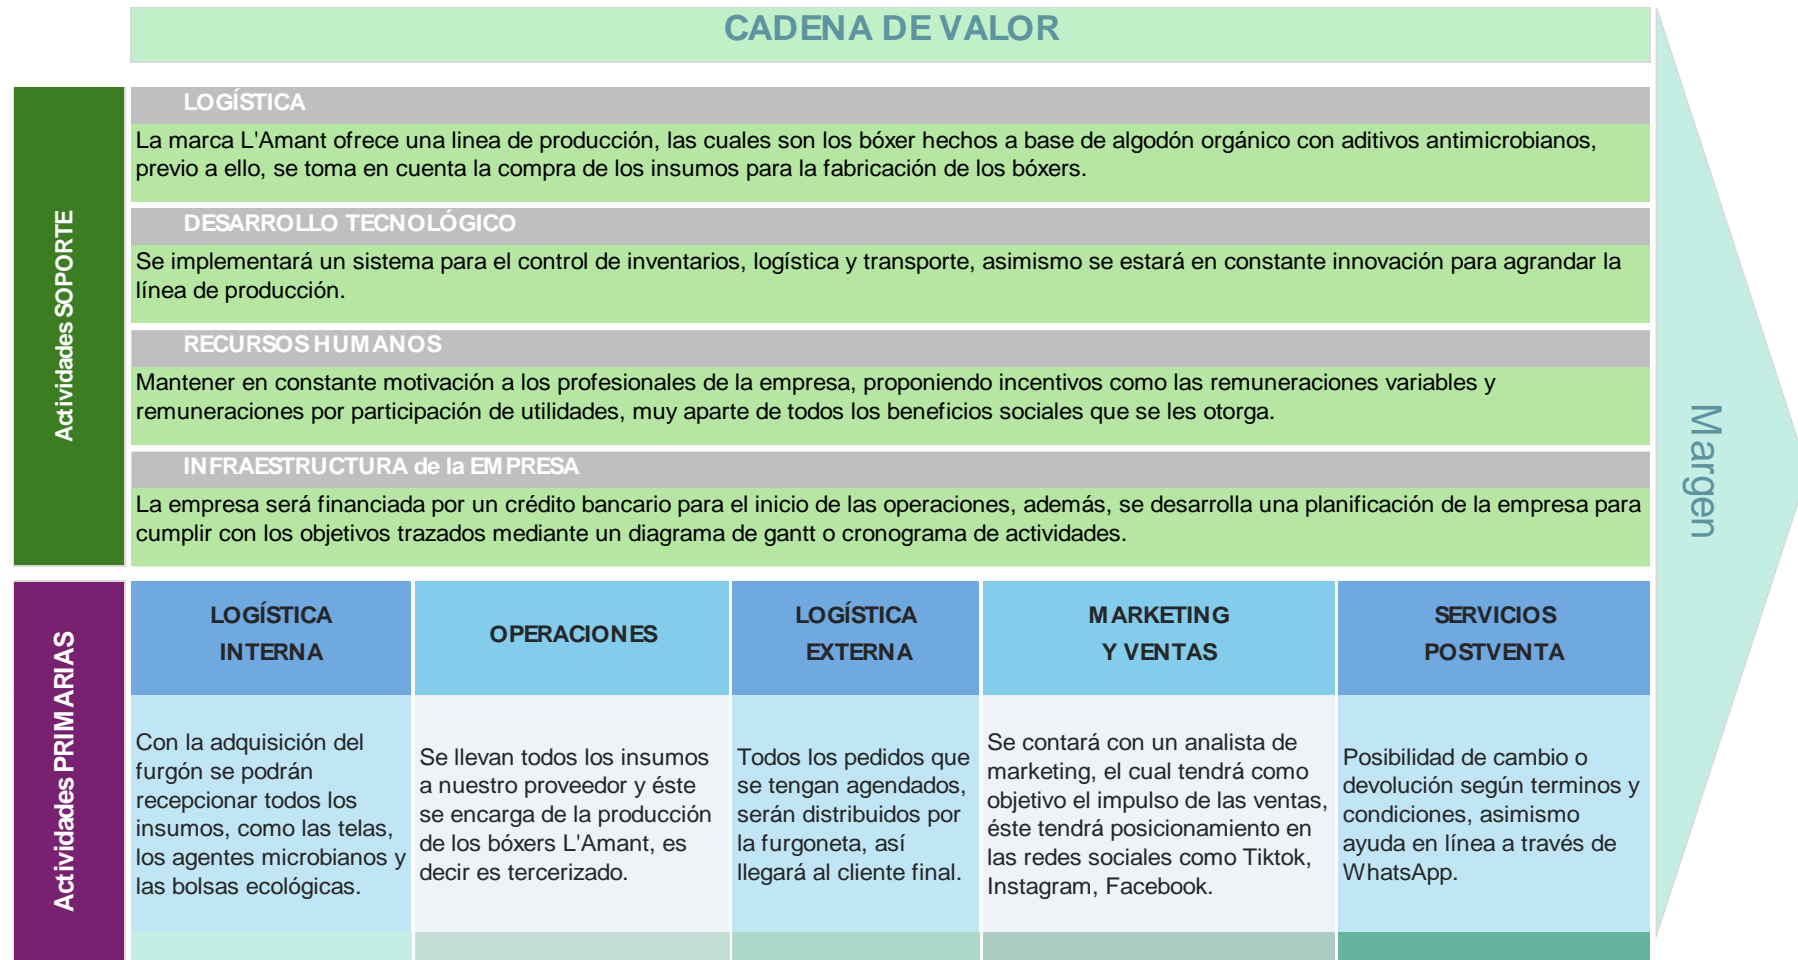 CADENA DE VALOR
Actividades SOPORTE
LOGÍSTICA
La marca L'Amant ofrece una linea de producción, las cuales son los bóxer hechos a base de algodón orgánico con aditivos antimicrobianos,
previo a ello, se toma en cuenta la compra de los insumos para la fabricación de los bóxers.
DESARROLLO TECNOLÓGICO
Se implementará un sistema para el control de inventarios, logística y transporte, asimismo se estará en constante innovación para agrandar la
línea de producción.
RECURSOS HUMANOS
Mantener en constante motivación a los profesionales de la empresa, proponiendo incentivos como las remuneraciones variables y
remuneraciones por participación de utilidades, muy aparte de todos los beneficios sociales que se les otorga.
INFRAESTRUCTURA de la EMPRESA
La empresa será financiada por un crédito bancario para el inicio de las operaciones, además, se desarrolla una planificación de la empresa para
cumplir con los objetivos trazados mediante un diagrama de gantt o cronograma de actividades.
Margen
Actividades PRIMARIAS
LOGÍSTICA
INTERNA
Con la adquisición del
furgón se podrán
recepcionar todos los
insumos, como las telas,
los agentes microbianos y
las bolsas ecológicas.
OPERACIONES
Se llevan todos los insumos
a nuestro proveedor y éste
se encarga de la producción
de los bóxers L'Amant, es
decir es tercerizado.
LOGÍSTICA
EXTERNA
Todos los pedidos que
se tengan agendados,
serán distribuidos por
la furgoneta, así
llegará al cliente final.
MARKETING
Y VENTAS
Se contará con un analista de
marketing, el cual tendrá como
objetivo el impulso de las ventas,
éste tendrá posicionamiento en
las redes sociales como Tiktok,
Instagram, Facebook.
SERVICIOS
POSTVENTA
Posibilidad de cambio o
devolución según terminos y
condiciones, asimismo
ayuda en línea a través de
WhatsApp.